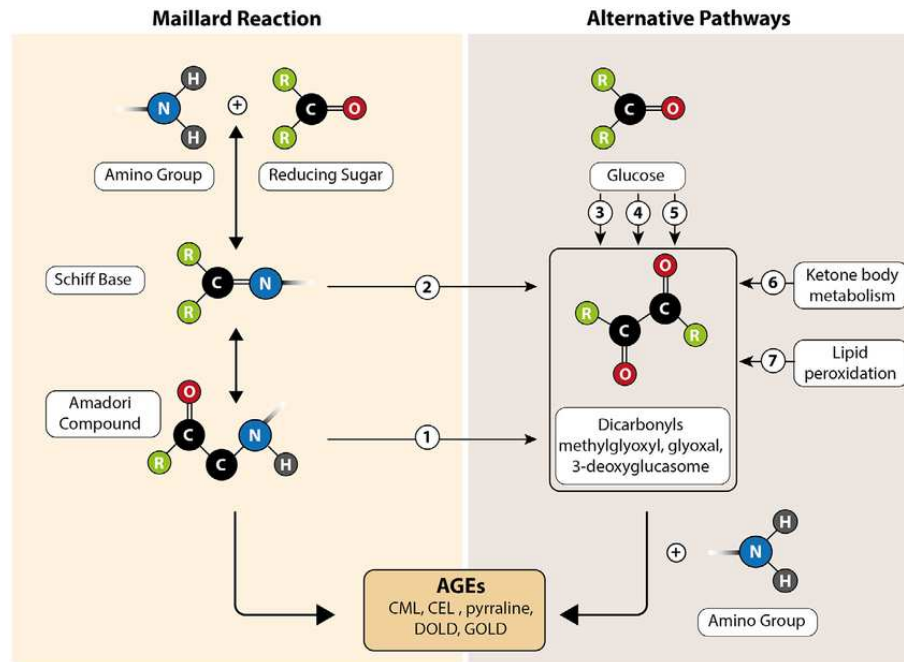 Maillard Reaction
Alternative Pathways
H
N
H
+
R
C
O
R
Amino Group
Reducing Sugar
R
C
O
R
Glucose
3
4
5
Schiff Base
R
C
N
R
2
O
C
R
C
R
O
6
Ketone body
metabolism
7
Lipid
peroxidation
Amadori
Compound
O
C
R
C
N
H
1
Dicarbonyls
methylglyoxyl, glyoxal,
3-deoxyglucasome
AGEs
CML, CEL , pyrraline,
DOLD, GOLD
+
H
N
H
Amino Group